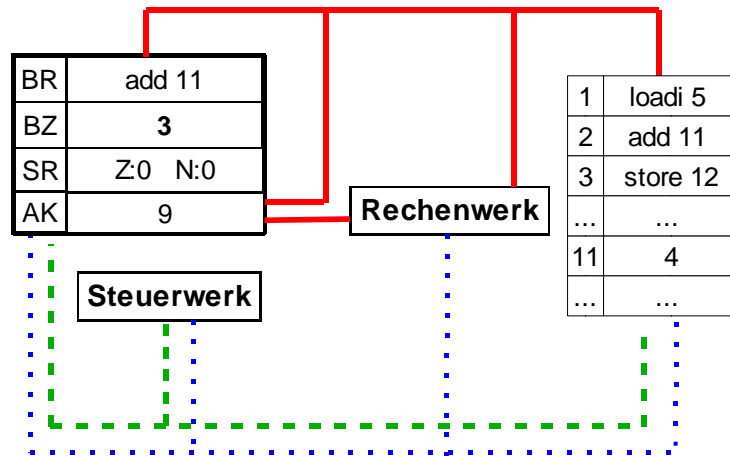 BR add 11
BZ 3
SR Z:0 N:0
AK 9
Rechenwerk
Steuerwerk
1 loadi 5
2 add 11
3 store 12
... ...
11 4
... ...